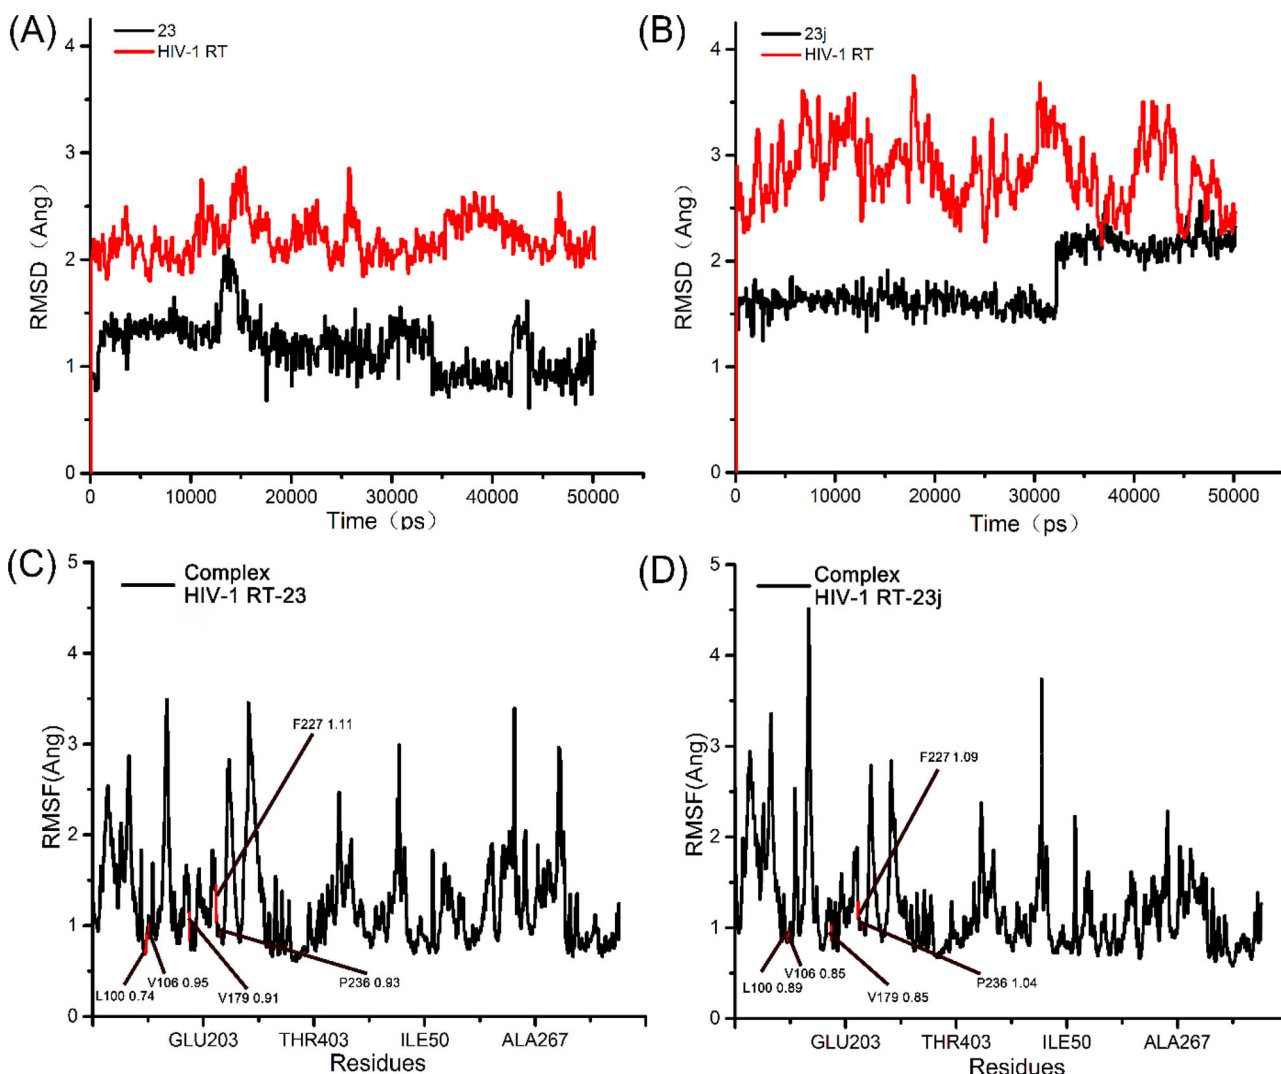 (A)
23
HIV-1 RT
4
3
2
1
0
RMSD（Ang）
0
10000
20000
30000
40000
50000
Time（ps）
(B)
23j
HIV-1 RT
4
3
2
1
0
RMSD（Ang）
0
10000
20000
30000
40000
50000
Time（ps）
(C)
Complex
HIV-1 RT-23
5
4
3
2
1
0
RMSF(Ang)
F227 1.11
L100 0.74
V106 0.95
V179 0.91
P236 0.93
GLU203
THR403
ILE50
ALA267
Residues
(D)
Complex
HIV-1 RT-23j
5
4
3
2
1
0
RMSF(Ang)
F227 1.09
L100 0.89
V106 0.85
V179 0.85
P236 1.04
GLU203
THR403
ILE50
ALA267
Residues